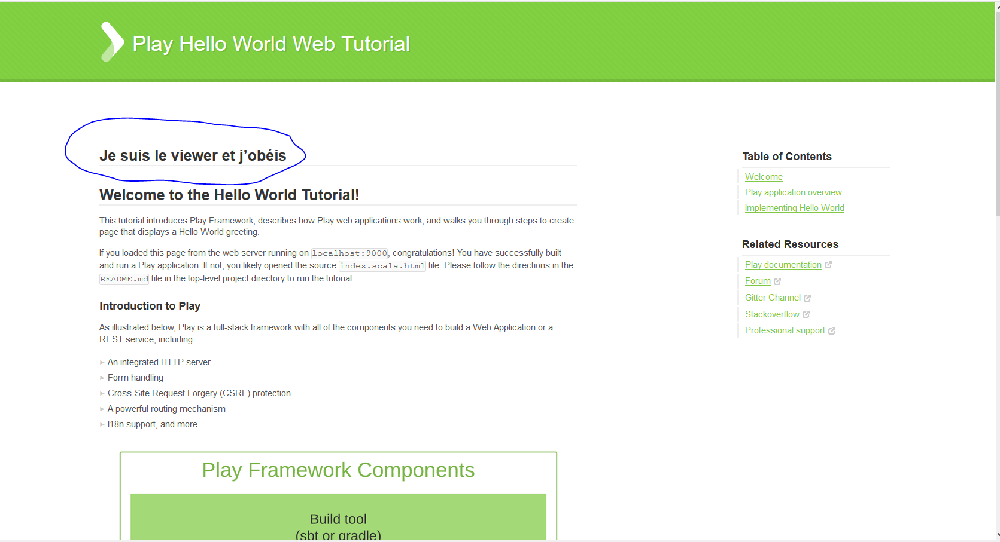 Play Hello World Web Tutorial
Je suis le viewer et j’obéis
Welcome to the Hello World Tutorial!
This tutorial introduces Play Framework, describes how Play web applications work, and walks you through steps to create
page that displays a Hello World greeting.
If you loaded this page from the web server running on localhost:9000, congratulations! You have successfully built
and run a Play application. If not, you likely opened the source index.scala.html file. Please follow the directions in the
README.md file in the top-level project directory to run the tutorial.
Introduction to Play
As illustrated below, Play is a full-stack framework with all of the components you need to build a Web Application or a
REST service, including:
An integrated HTTP server
Form handling
Cross-Site Request Forgery (CSRF) protection
A powerful routing mechanism
I18n support, and more.
Play Framework Components
Build tool
(sbt or gradle)
Table of Contents
Welcome
Play application overview
Implementing Hello World
Related Resources
Play documentation
Forum
Gitter Channel
Stackoverflow
Professional support